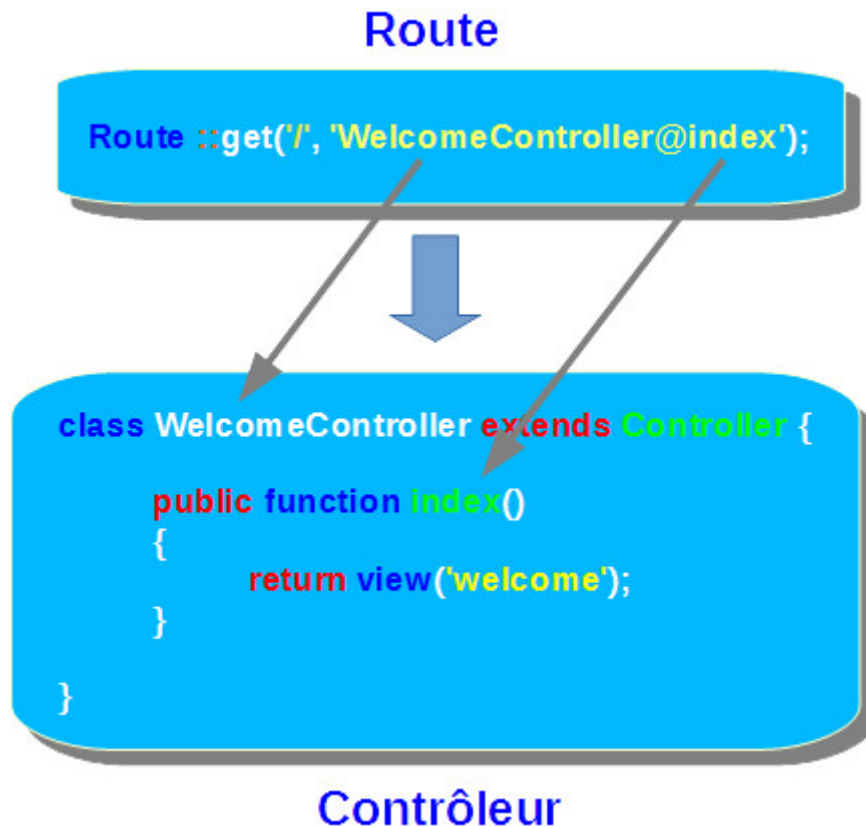 Route
Route ::get('/', 'WelcomeController@index');
class WelcomeController extends Controller {
public function index()
{
return view('welcome');
}
}
Contrôleur